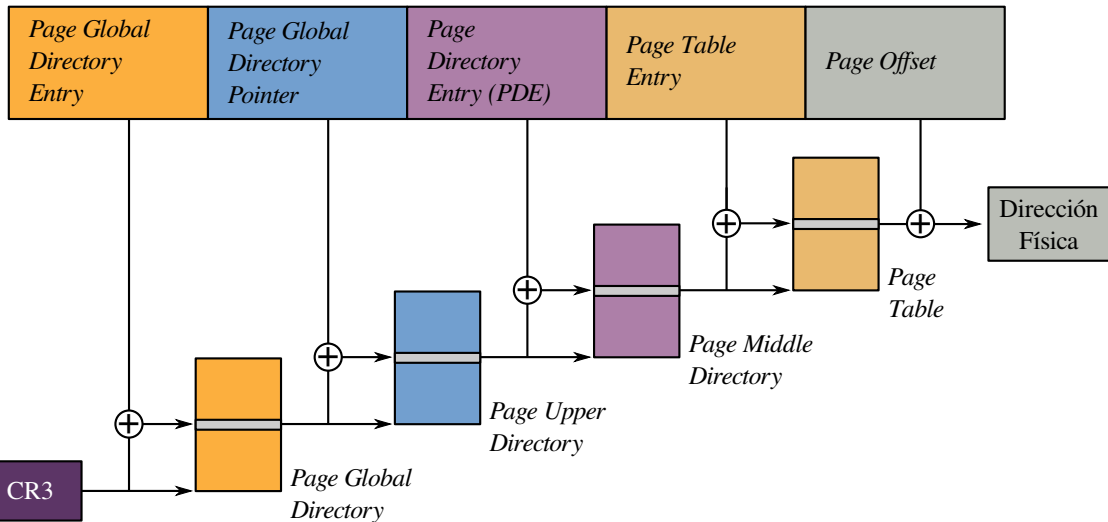 Page Global
Directory
Entry
Page Global
Directory
Pointer
Page
Directory
Entry (PDE)
Page Table
Entry
Page Offset
Dirección
Física
Page
Table
Page Middle
Directory
Page Upper
Directory
Page Global
Directory
CR3